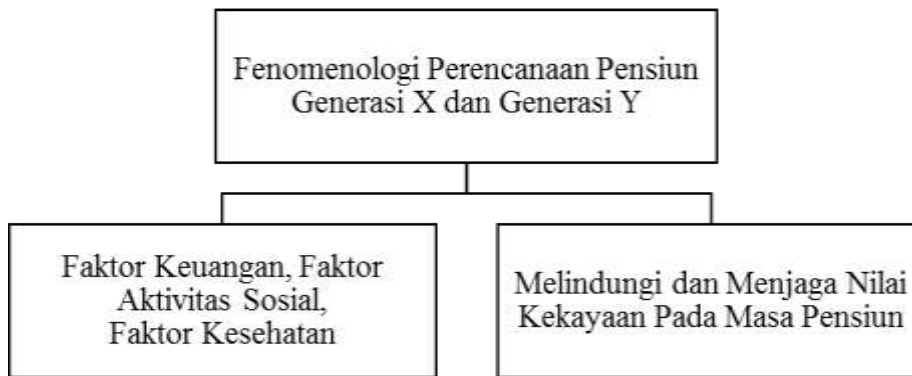 Fenomenologi Perencanaan Pensiun
Generasi X dan Generasi Y
Faktor Keuangan, Faktor
Aktivitas Sosial,
Faktor Kesehatan
Melindungi dan Menjaga Nilai
Kekayaan Pada Masa Pensiun